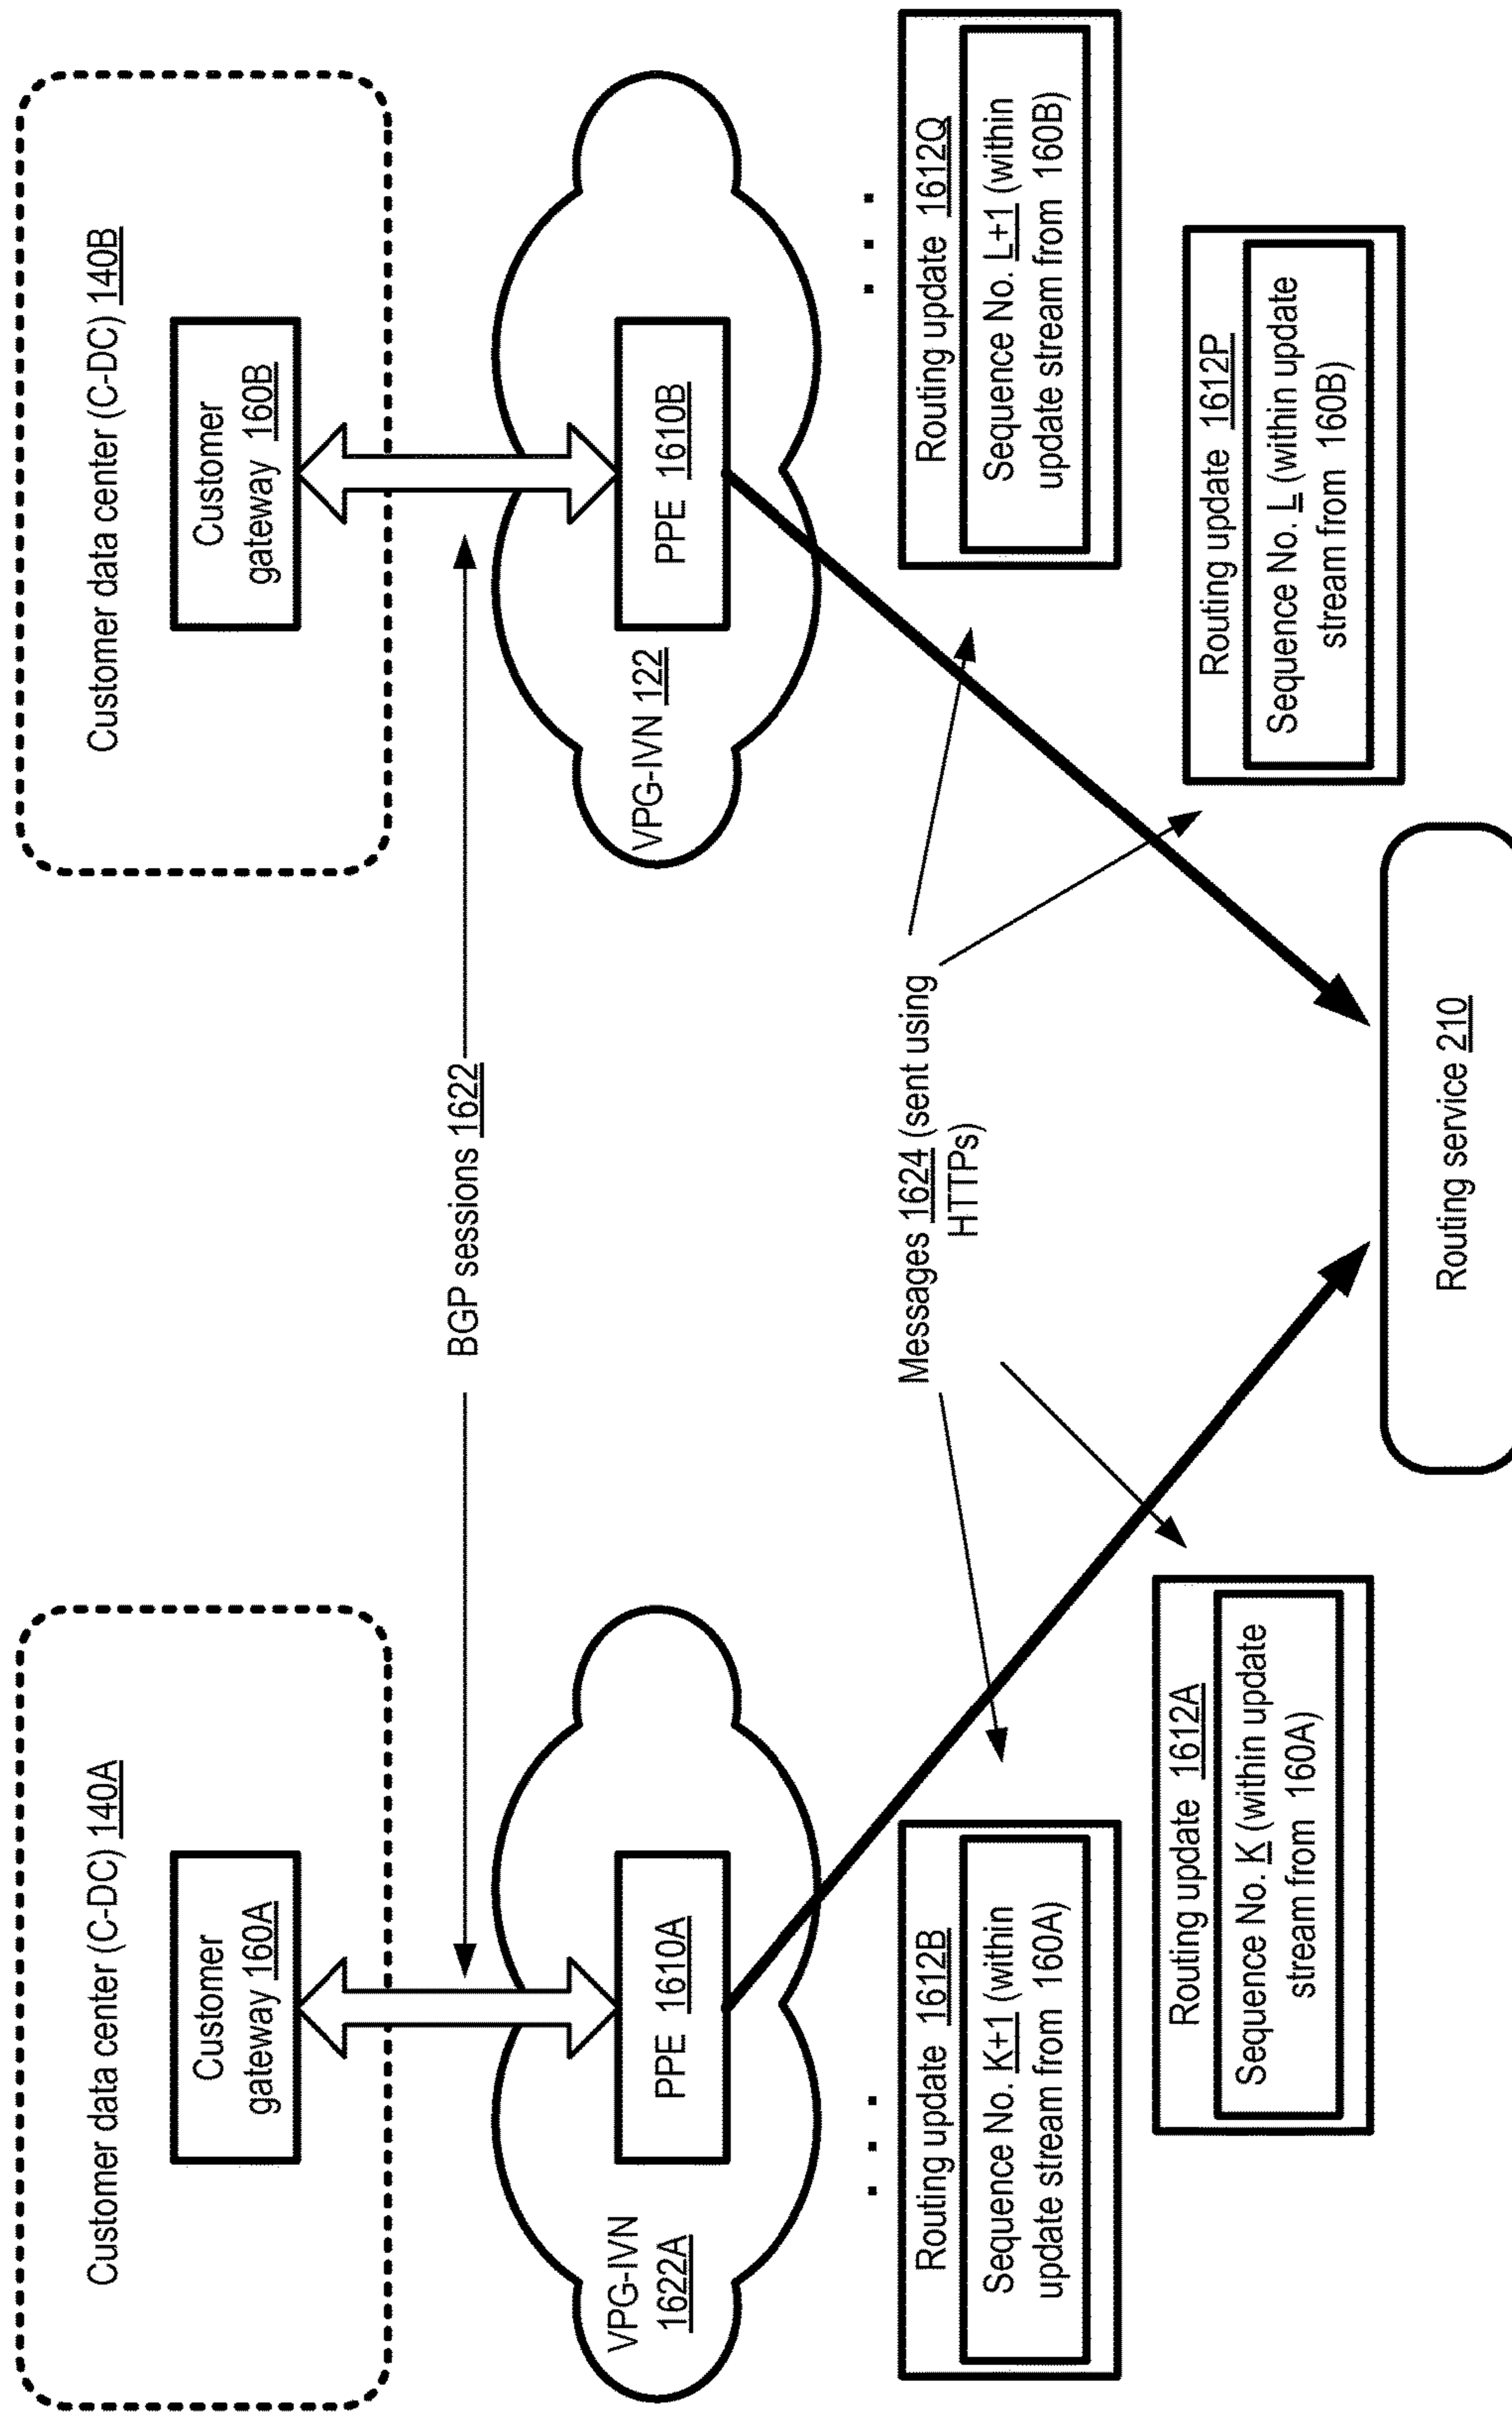 Customer data center (C-DC) 140A
Customer
gateway 160A
Customer data center (C-DC) 140B
Customer
gateway 160B
BGP sessions 1622
VPG-IVN
1622A
PPE 1610A
VPG-IVN 122
PPE 1610B
. . .
Routing update 1612B
Sequence No. K+1 (within
update stream from 160A)
Messages 1624 (sent using
HTTPs)
. . .
Routing update 1612Q
Sequence No. L+1 (within
update stream from 160B)
Routing update 1612A
Sequence No. K (within update
stream from 160A)
Routing update 1612P
Sequence No. L (within update
stream from 160B)
Routing service 210